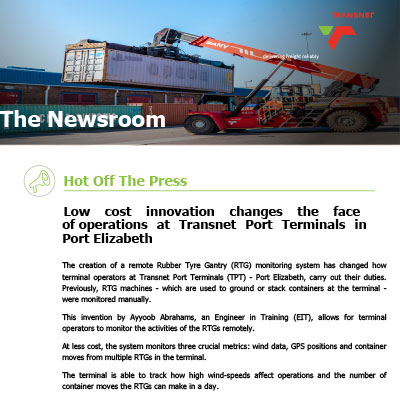 TRANSNET
delivering freight reliably
SANY
The Newsroom
Hot Off The Press
Low cost innovation changes the face
of operations at Transnet Port Terminals in
Port Elizabeth
The creation of a remote Rubber Tyre Gantry (RTG) monitoring system has changed how
terminal operators at Transnet Port Terminals (TPT) - Port Elizabeth, carry out their duties.
Previously, RTG machines - which are used to ground or stack containers at the terminal -
were monitored manually.
This invention by Ayyoob Abrahams, an Engineer in Training (EIT), allows for terminal
operators to monitor the activities of the RTGs remotely.
At less cost, the system monitors three crucial metrics: wind data, GPS positions and container
moves from multiple RTGs in the terminal.
The terminal is able to track how high wind-speeds affect operations and the number of
container moves the RTGs can make in a day.